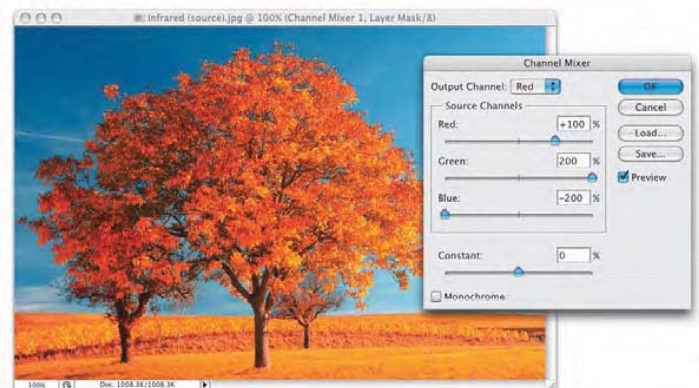 Infrared (source).jpg @ 100% (Channel Mixer 1, Layer Mask/8)
Channel Mixer
Output Channel: Red
OK
Source Channels
Cancel
Red: +100 %
Load...
Save...
Green: 200 %
Preview
Blue: -200 %
Constant: 0 %
Monochrome
100% Doc: 1008.3K/1008.3K